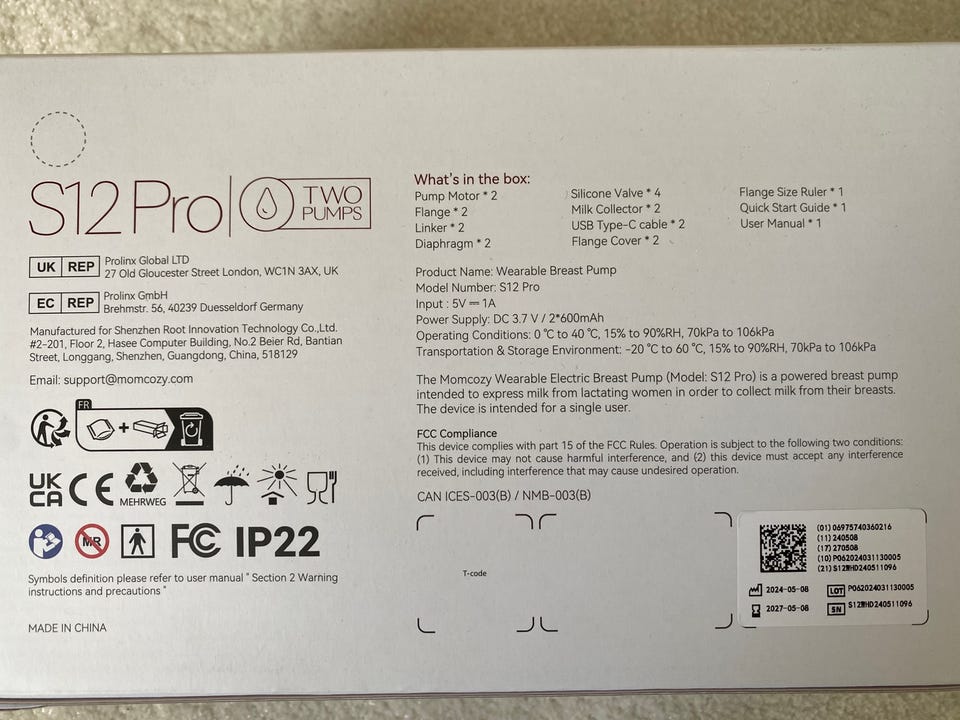 S12 Pro
TWO
PUMPS
UK REP
Prolinx Global LTD
27 Old Gloucester Street London, WC1N 3AX, UK
EC REP
Prolinx GmbH
Brehmstr. 56, 40239 Duesseldorf Germany
Manufactured for Shenzhen Root Innovation Technology Co.,Ltd.
#2-201, Floor 2, Hasee Computer Building, No.2 Beier Rd, Bantian
Street, Longgang, Shenzhen, Guangdong, China, 518129
Email: support@momcozy.com
FR
UK
CA
CE
MEHRWEG
MR
FC
IP22
Symbols definition please refer to user manual " Section 2 Warning
instructions and precautions "
MADE IN CHINA
What's in the box:
Pump Motor * 2
Flange * 2
Linker * 2
Diaphragm * 2
Silicone Valve * 4
Milk Collector * 2
USB Type-C cable * 2
Flange Cover * 2
Flange Size Ruler * 1
Quick Start Guide * 1
User Manual * 1
Product Name: Wearable Breast Pump
Model Number: S12 Pro
Input : 5V ⎓ 1A
Power Supply: DC 3.7 V / 2*600mAh
Operating Conditions: 0 ℃ to 40 ℃, 15% to 90%RH, 70kPa to 106kPa
Transportation & Storage Environment: -20 ℃ to 60 ℃, 15% to 90%RH, 70kPa to 106kPa
The Momcozy Wearable Electric Breast Pump (Model: S12 Pro) is a powered breast pump
intended to express milk from lactating women in order to collect milk from their breasts.
The device is intended for a single user.
FCC Compliance
This device complies with part 15 of the FCC Rules. Operation is subject to the following two conditions:
(1) This device may not cause harmful interference, and (2) this device must accept any interference
received, including interference that may cause undesired operation.
CAN ICES-003(B) / NMB-003(B)
T-code
(01) 06975740360216
(11) 240508
(17) 270508
(10) P062024031130005
(21) S12WHD240511096
2024-05-08
LOT P062024031130005
2027-05-08
SN S12WHD240511096